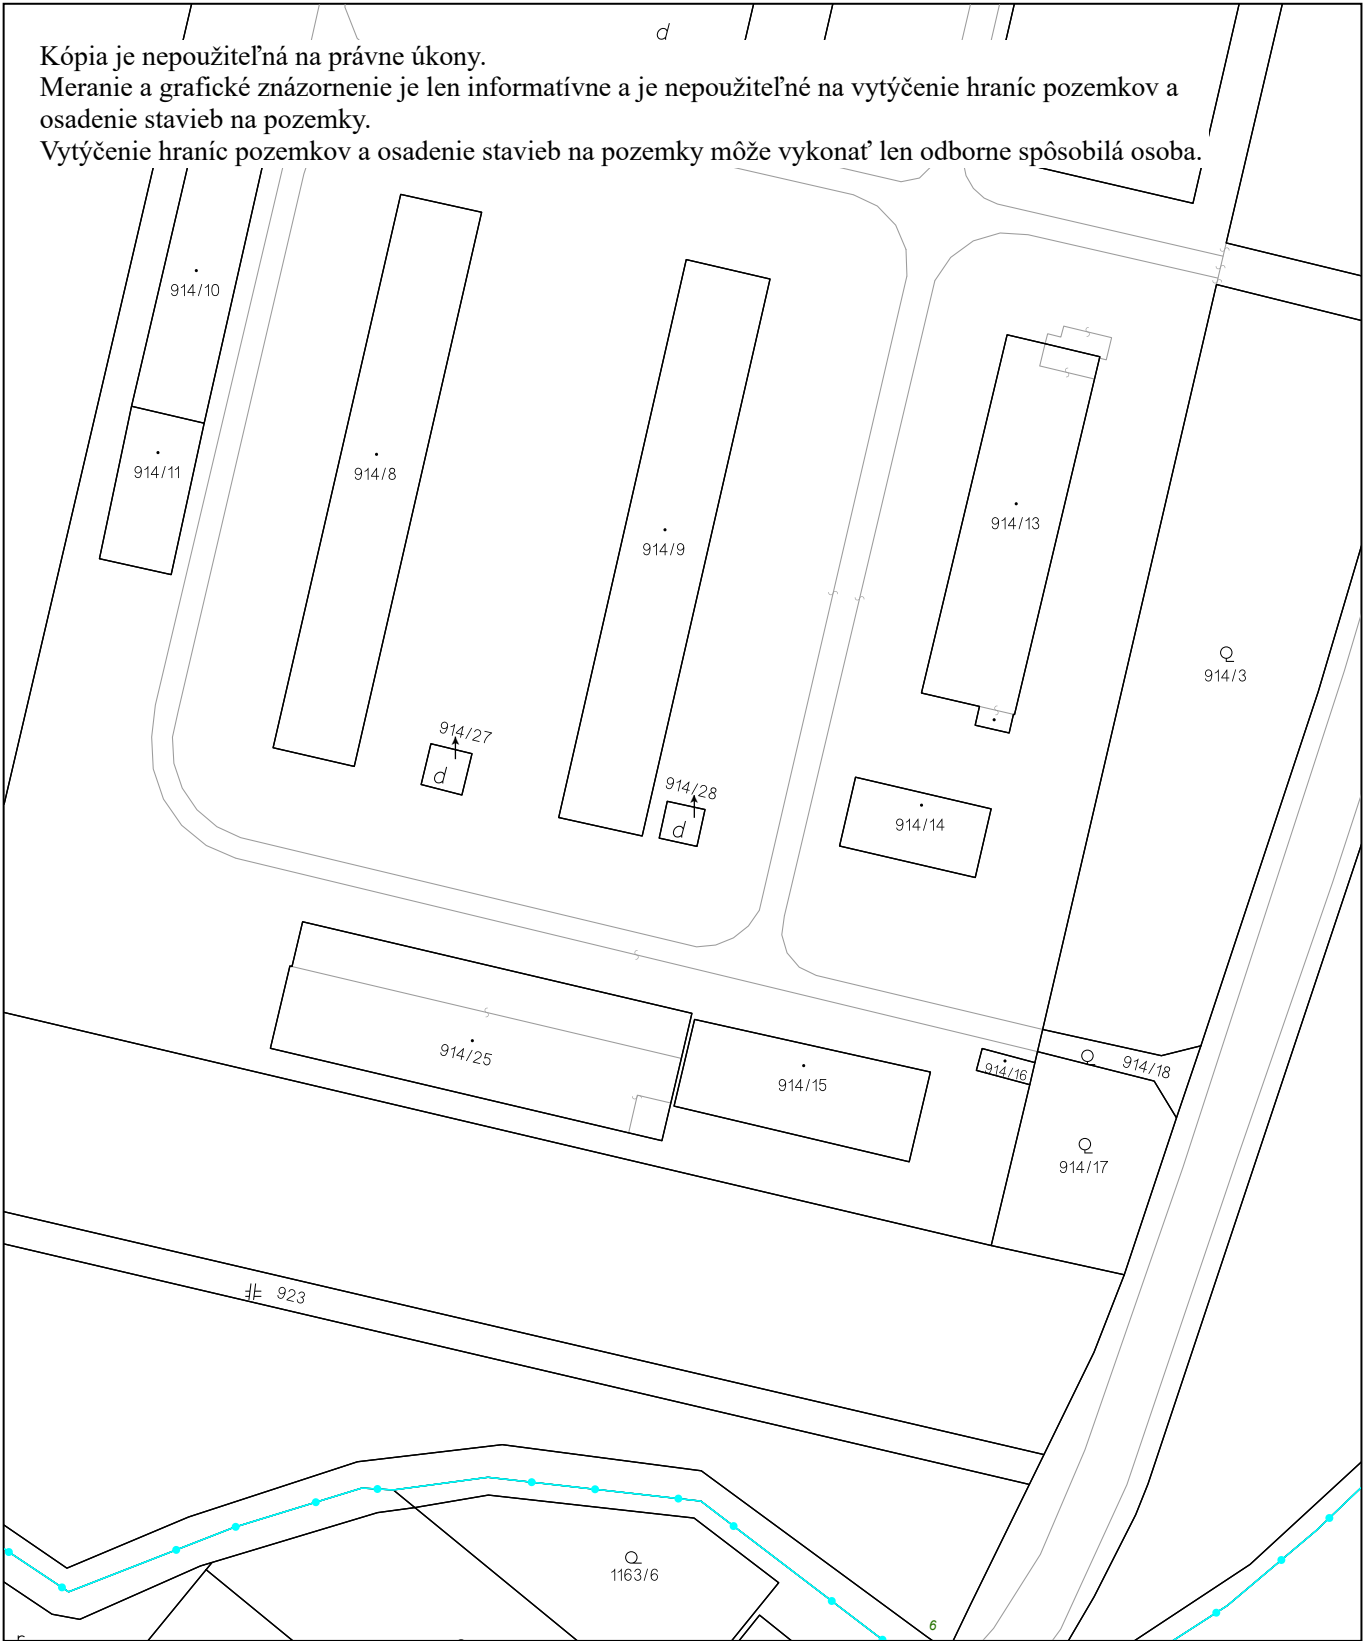 d
Kópia je nepoužiteľná na právne úkony.
Meranie a grafické znázornenie je len informatívne a je nepoužiteľné na vytýčenie hraníc pozemkov a
osadenie stavieb na pozemky.
Vytýčenie hraníc pozemkov a osadenie stavieb na pozemky môže vykonať len odborne spôsobilá osoba.
914/10
914/11
914/8
914/13
914/9
914/3
914/27
d
914/28
d
914/14
914/25
914/15
914/16
914/18
914/17
923
1163/6
6